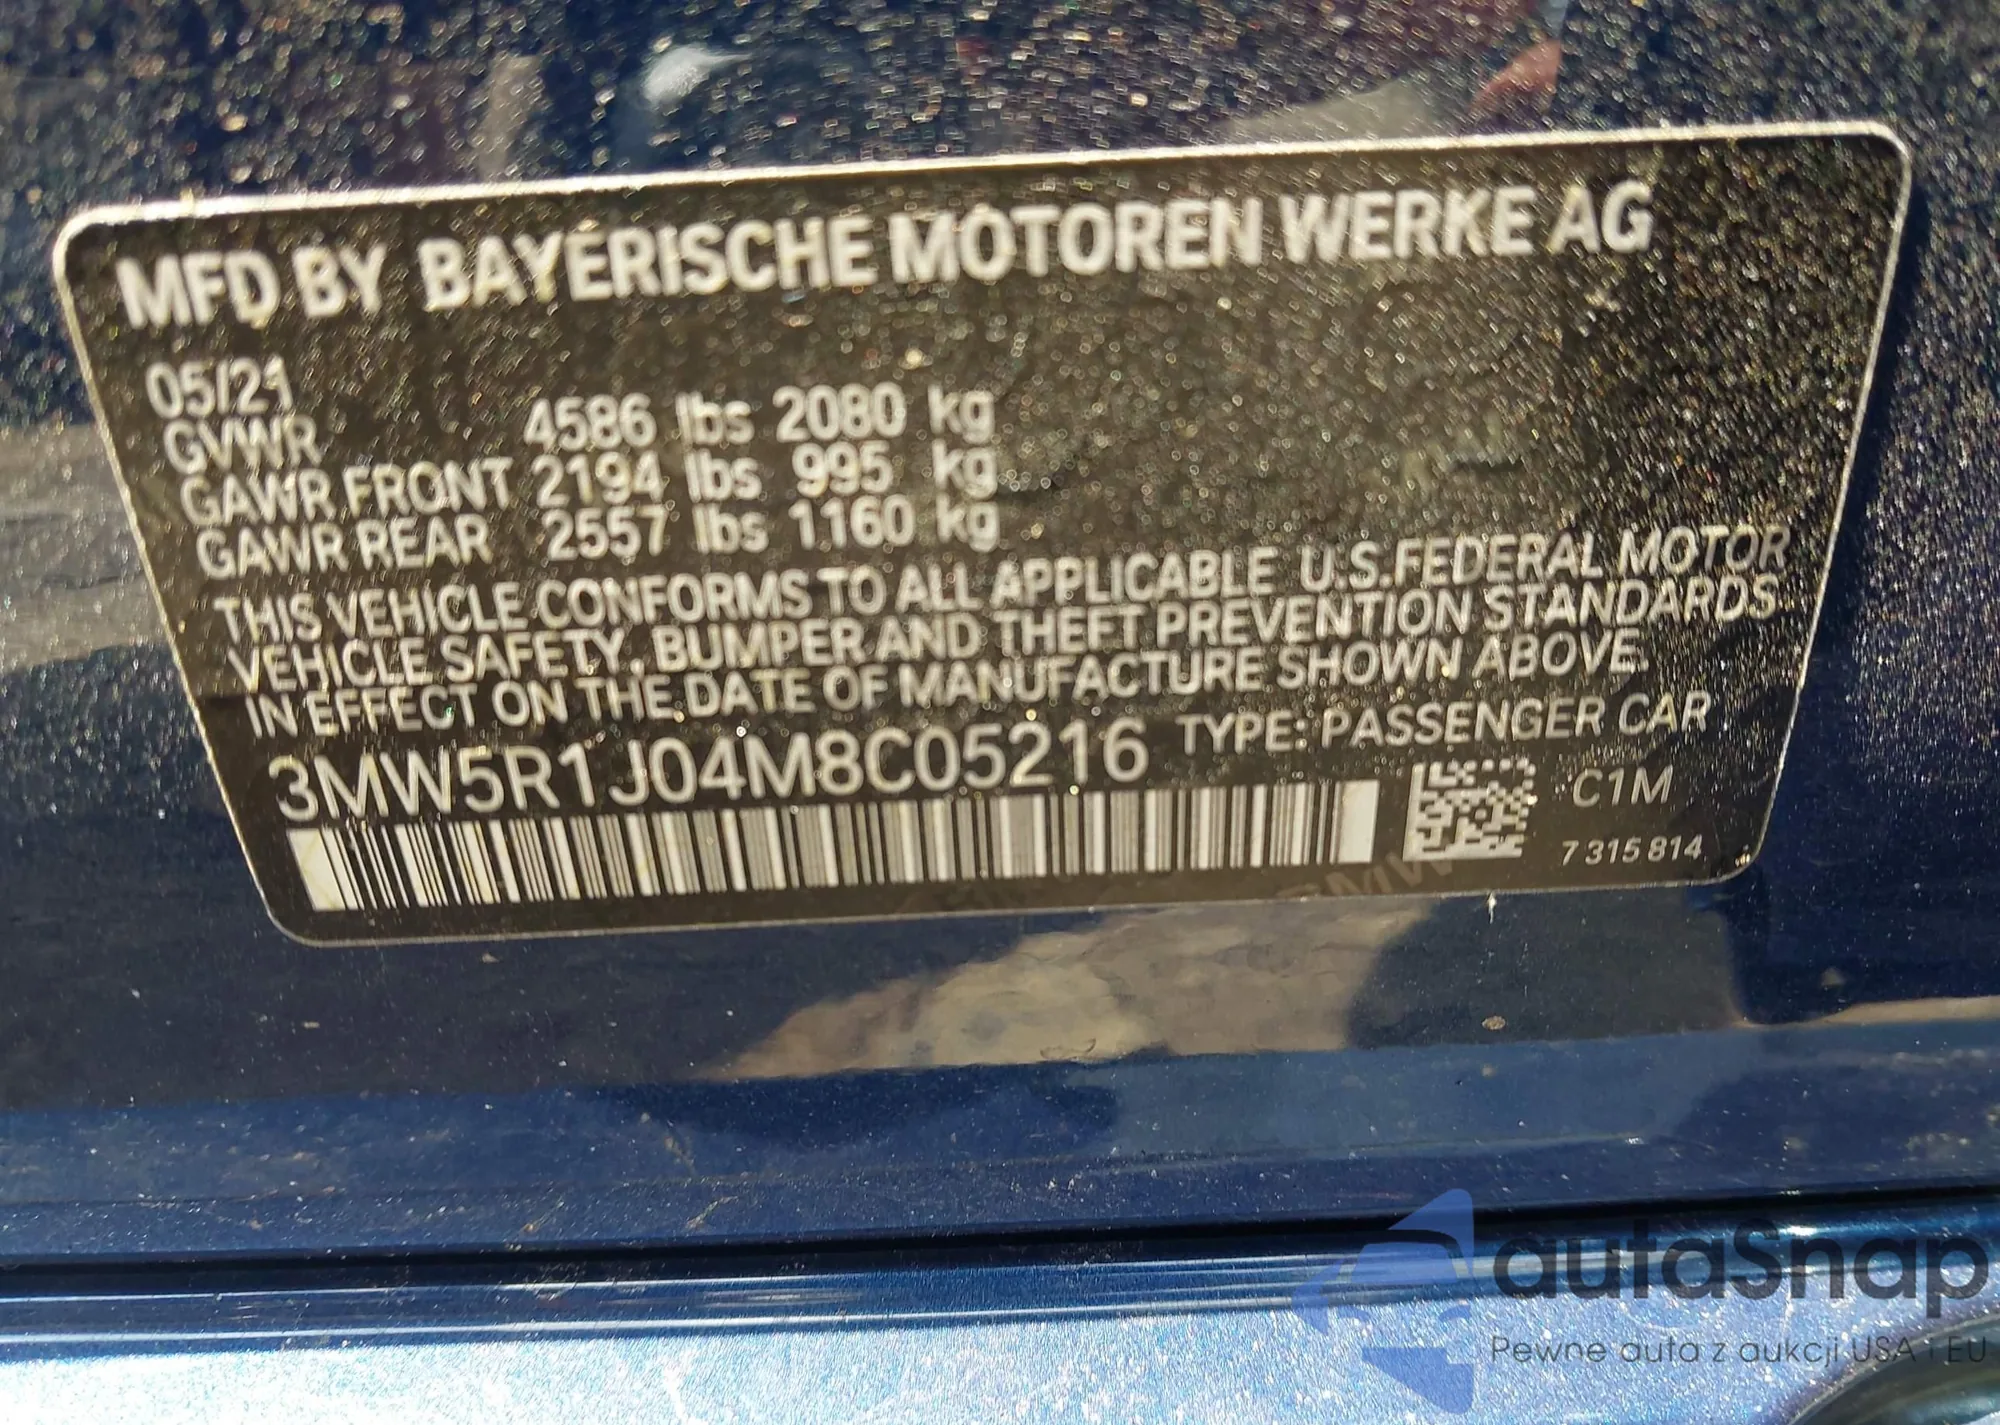 MFD BY BAYERISCHE MOTOREN WERKE AG
05/21
GVWR 4586 lbs 2080 kg
GAWR FRONT 2194 lbs 995 kg
GAWR REAR 2557 lbs 1160 kg
THIS VEHICLE CONFORMS TO ALL APPLICABLE U.S.FEDERAL MOTOR
VEHICLE SAFETY, BUMPER AND THEFT PREVENTION STANDARDS
IN EFFECT ON THE DATE OF MANUFACTURE SHOWN ABOVE.
3MW5R1J04M8C05216 TYPE: PASSENGER CAR
C1M
7 315 814
BMW
autaSnap
Pewne auta z aukcji USA i EU